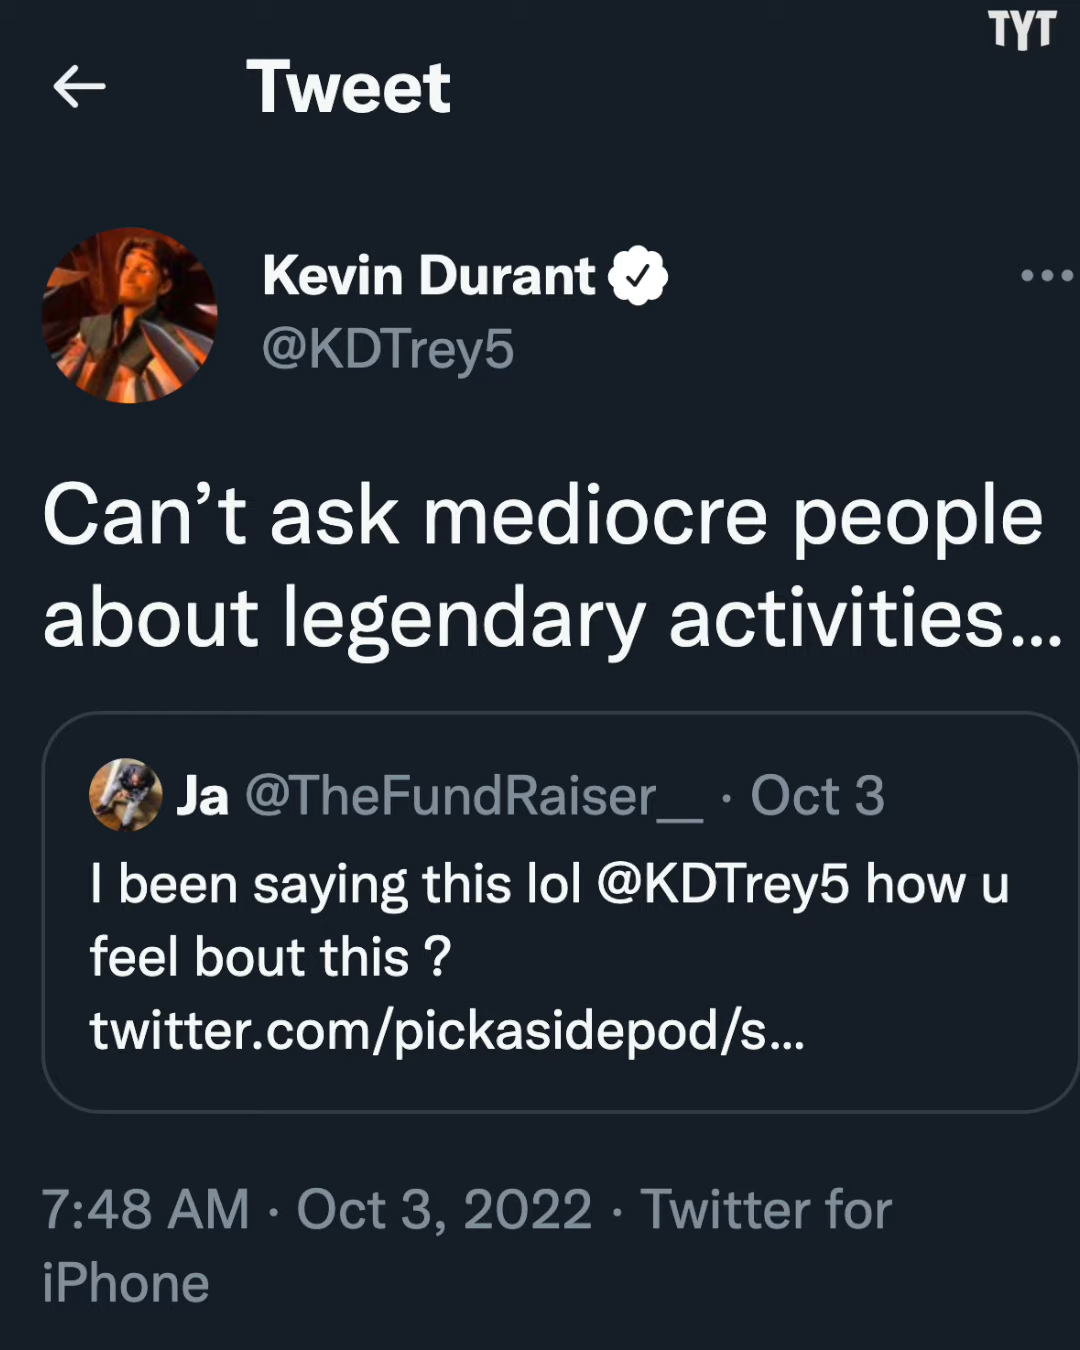 TYT
Tweet
Kevin Durant
@KDTrey5
Can’t ask mediocre people
about legendary activities...
Ja @TheFundRaiser__ · Oct 3
I been saying this lol @KDTrey5 how u
feel bout this ?
twitter.com/pickasidepod/s...
7:48 AM · Oct 3, 2022 · Twitter for
iPhone